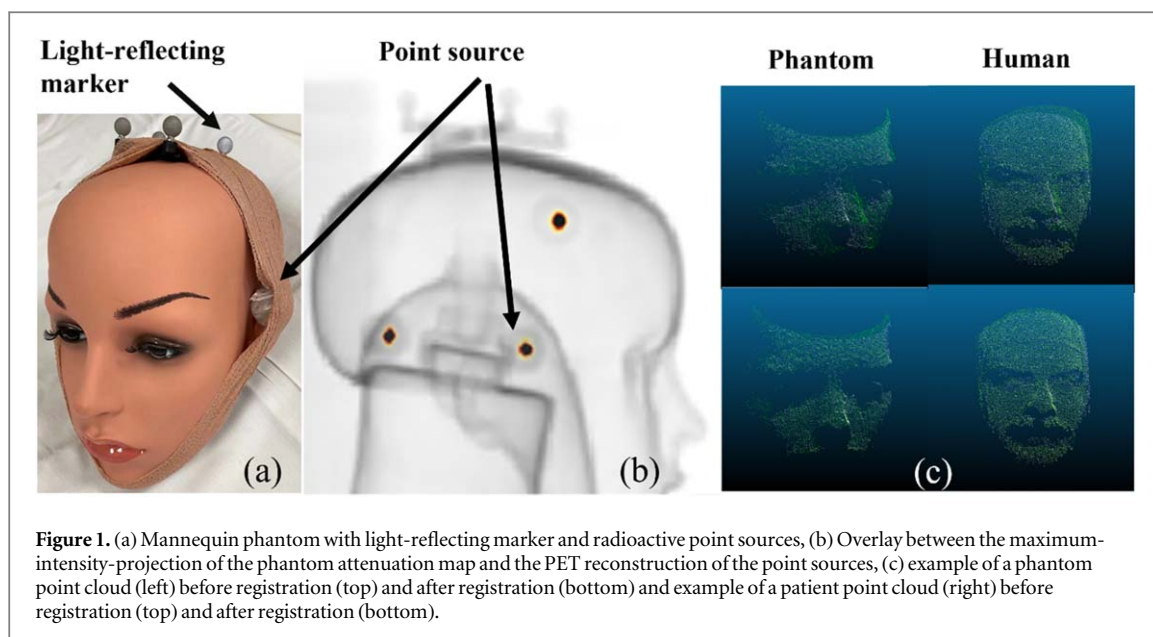 Light-reflecting
marker
Point source
Phantom
Human
(a)
(b)
(c)
Figure 1. (a) Mannequin phantom with light-reflecting marker and radioactive point sources, (b) Overlay between the maximum-
intensity-projection of the phantom attenuation map and the PET reconstruction of the point sources, (c) example of a phantom
point cloud (left) before registration (top) and after registration (bottom) and example of a patient point cloud (right) before
registration (top) and after registration (bottom).